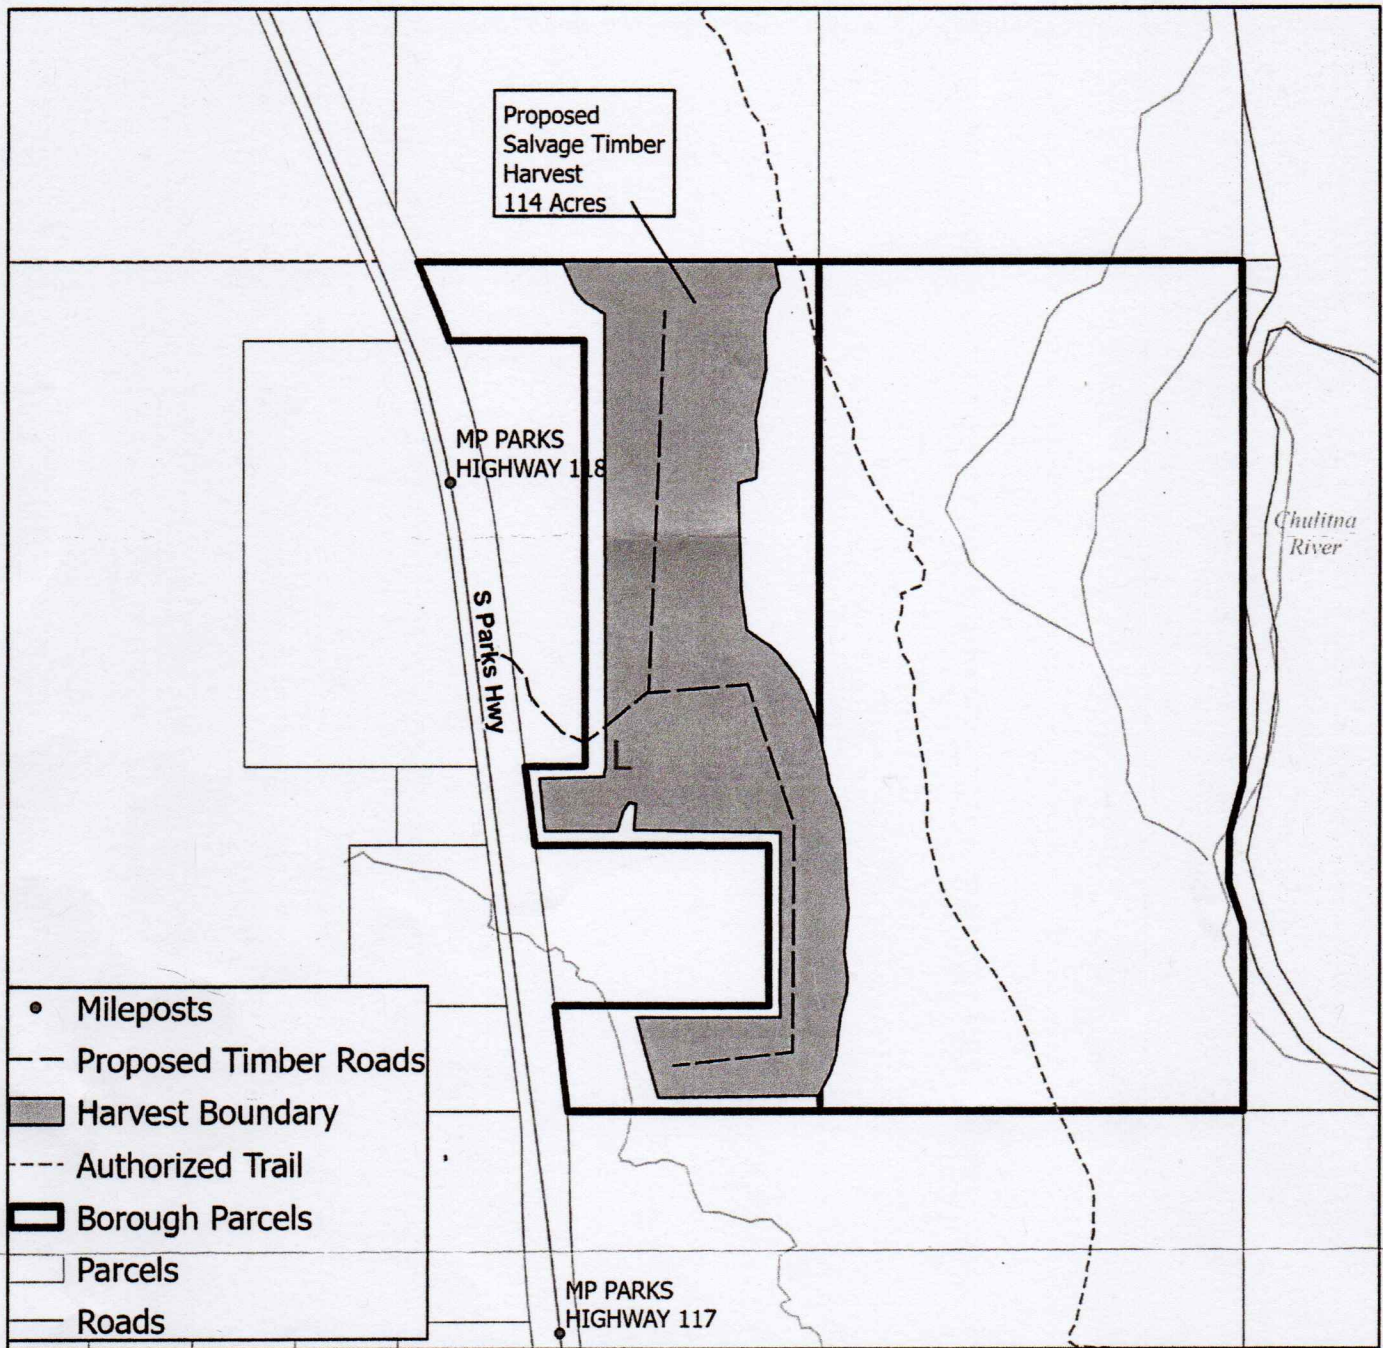 Proposed
Salvage Timber
Harvest
114 Acres
MP PARKS
HIGHWAY 118
Chulitna
River
S Parks Hwy
Mileposts
Proposed Timber Roads
Harvest Boundary
Authorized Trail
Borough Parcels
Parcels
Roads
MP PARKS
HIGHWAY 117